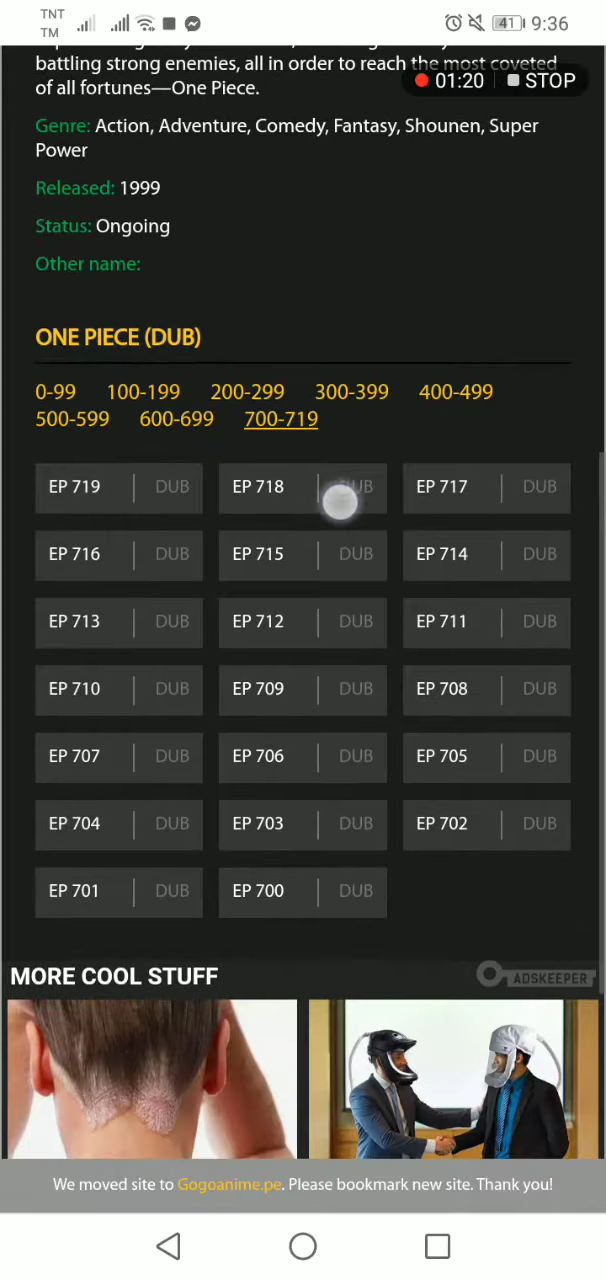 TNT
TM
41 9:36
battling strong enemies, all in order to reach the most coveted
01:20 STOP
of all fortunes—One Piece.
Genre: Action, Adventure, Comedy, Fantasy, Shounen, Super
Power
Released: 1999
Status: Ongoing
Other name:
ONE PIECE (DUB)
0-99 100-199 200-299 300-399 400-499
500-599 600-699 700-719
EP 719 DUB EP 718 DUB EP 717 DUB
EP 716 DUB EP 715 DUB EP 714 DUB
EP 713 DUB EP 712 DUB EP 711 DUB
EP 710 DUB EP 709 DUB EP 708 DUB
EP 707 DUB EP 706 DUB EP 705 DUB
EP 704 DUB EP 703 DUB EP 702 DUB
EP 701 DUB EP 700 DUB
MORE COOL STUFF ADSKEEPER
We moved site to Gogoanime.pe. Please bookmark new site. Thank you!